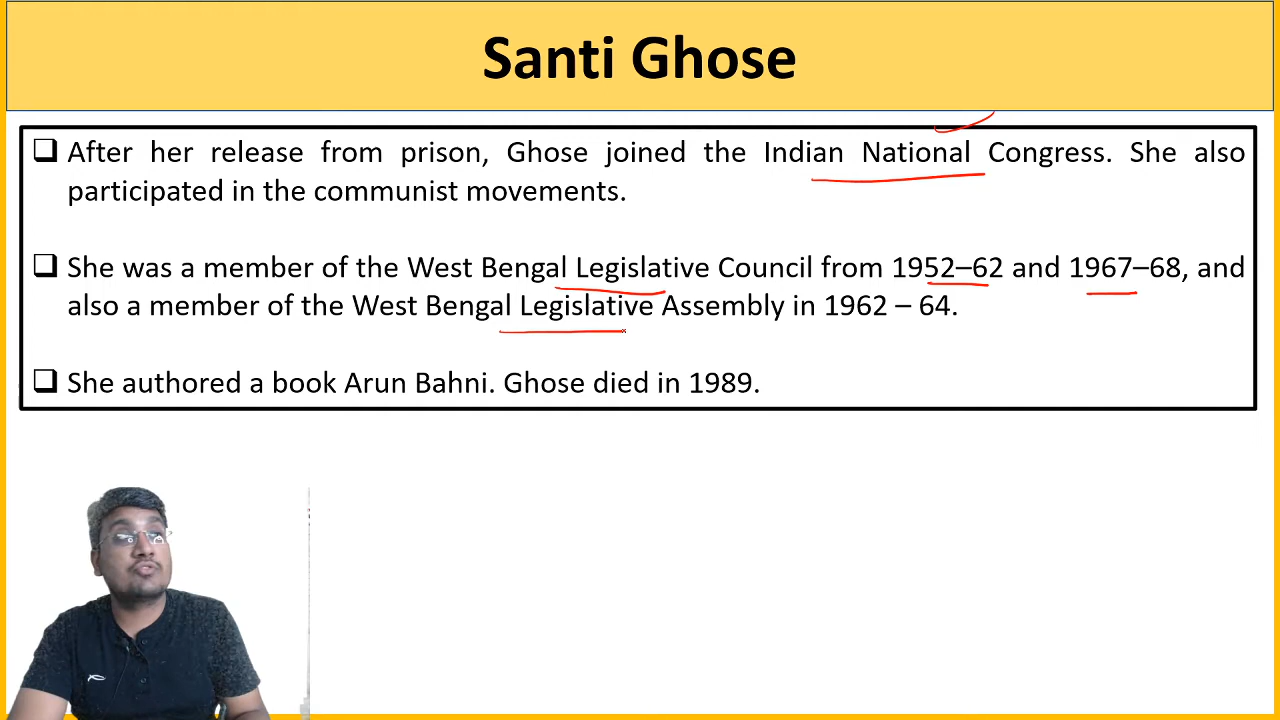 Santi Ghose
After her release from prison, Ghose joined the Indian National Congress. She also
participated in the communist movements.
She was a member of the West Bengal Legislative Council from 1952–62 and 1967–68, and
also a member of the West Bengal Legislative Assembly in 1962 – 64.
She authored a book Arun Bahni. Ghose died in 1989.